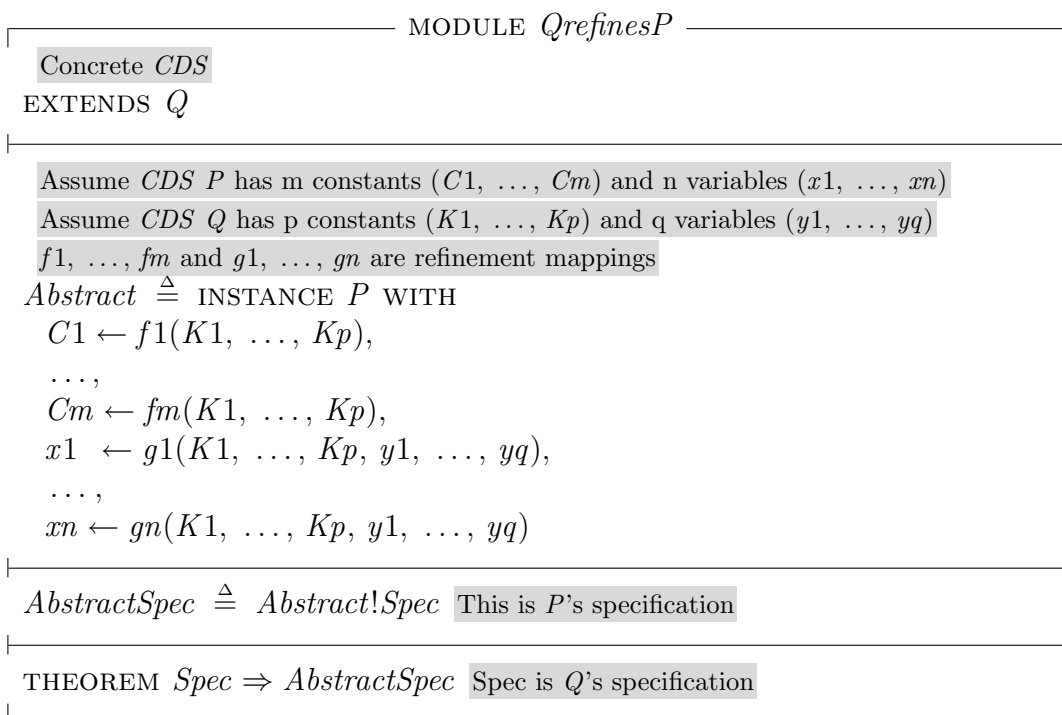 MODULE QrefinesP
Concrete CDS
EXTENDS Q
Assume CDS P has m constants (C1, ..., Cm) and n variables (x1, ..., xn)
Assume CDS Q has p constants (K1, ..., Kp) and q variables (y1, ..., yq)
f1, ..., fm and g1, ..., gn are refinement mappings
Abstract ≜ INSTANCE P WITH
C1 ← f1(K1, ..., Kp),
...,
Cm ← fm(K1, ..., Kp),
x1 ← g1(K1, ..., Kp, y1, ..., yq),
...,
xn ← gn(K1, ..., Kp, y1, ..., yq)
AbstractSpec ≜ Abstract!Spec This is P's specification
THEOREM Spec ⇒ AbstractSpec Spec is Q's specification